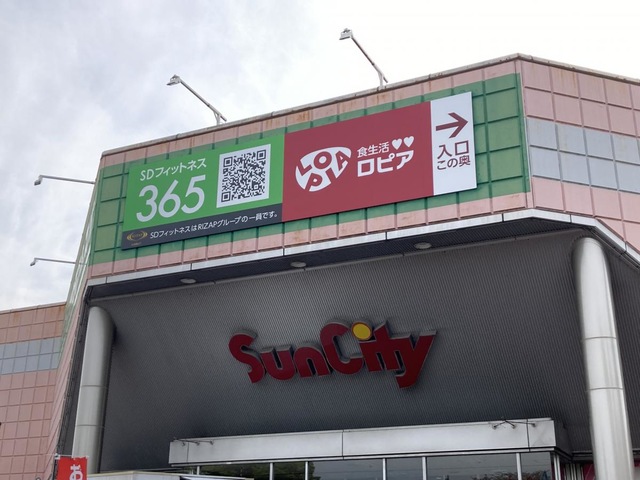 SDフィットネス
365
SDフィットネスはRIZAPグループの一員です。
LOPIA
食生活♥♥
ロピア
→
入口
この奥
SunCity
お